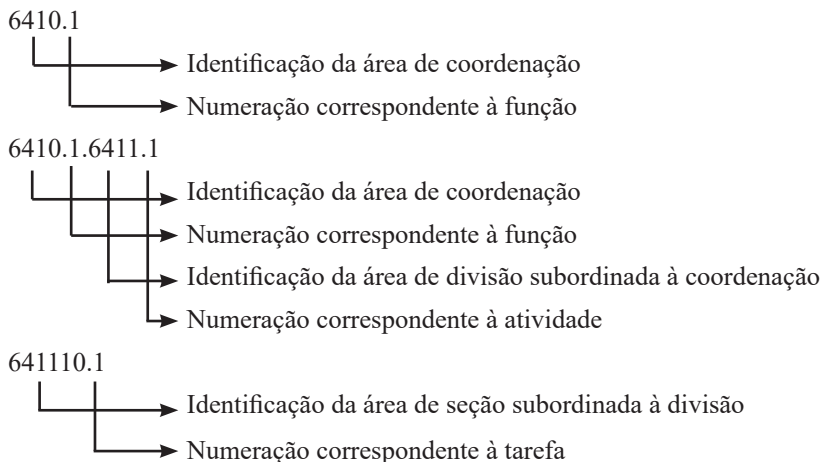 6410.1
Identificação da área de coordenação
Numeração correspondente à função
6410.1.6411.1
Identificação da área de coordenação
Numeração correspondente à função
Identificação da área de divisão subordinada à coordenação
Numeração correspondente à atividade
641110.1
Identificação da área de seção subordinada à divisão
Numeração correspondente à tarefa